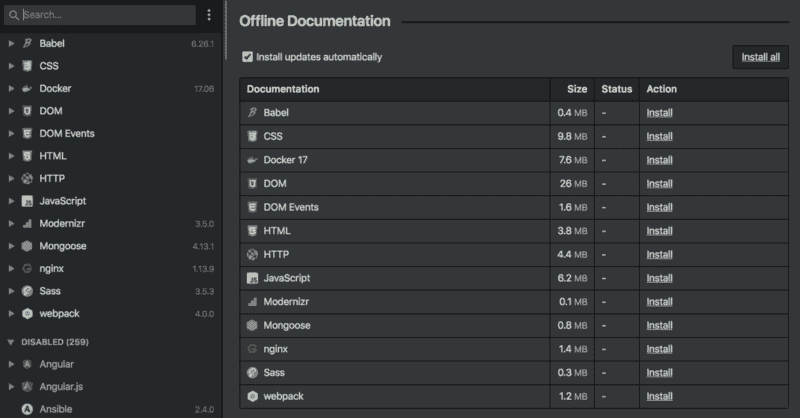 Search...
Babel 6.26.1
CSS
Docker 17.06
DOM
DOM Events
HTML
HTTP
JavaScript
Modernizr 3.5.0
Mongoose 4.13.1
nginx 1.13.9
Sass 3.5.3
webpack 4.0.0
DISABLED (259)
Angular
Angular.js
Ansible 2.4.0
Offline Documentation
Install updates automatically Install all
Documentation Size Status Action
Babel 0.4 MB - Install
CSS 9.8 MB - Install
Docker 17 7.6 MB - Install
DOM 26 MB - Install
DOM Events 1.6 MB - Install
HTML 3.8 MB - Install
HTTP 4.4 MB - Install
JavaScript 6.2 MB - Install
Modernizr 0.1 MB - Install
Mongoose 0.8 MB - Install
nginx 1.4 MB - Install
Sass 0.3 MB - Install
webpack 1.2 MB - Install